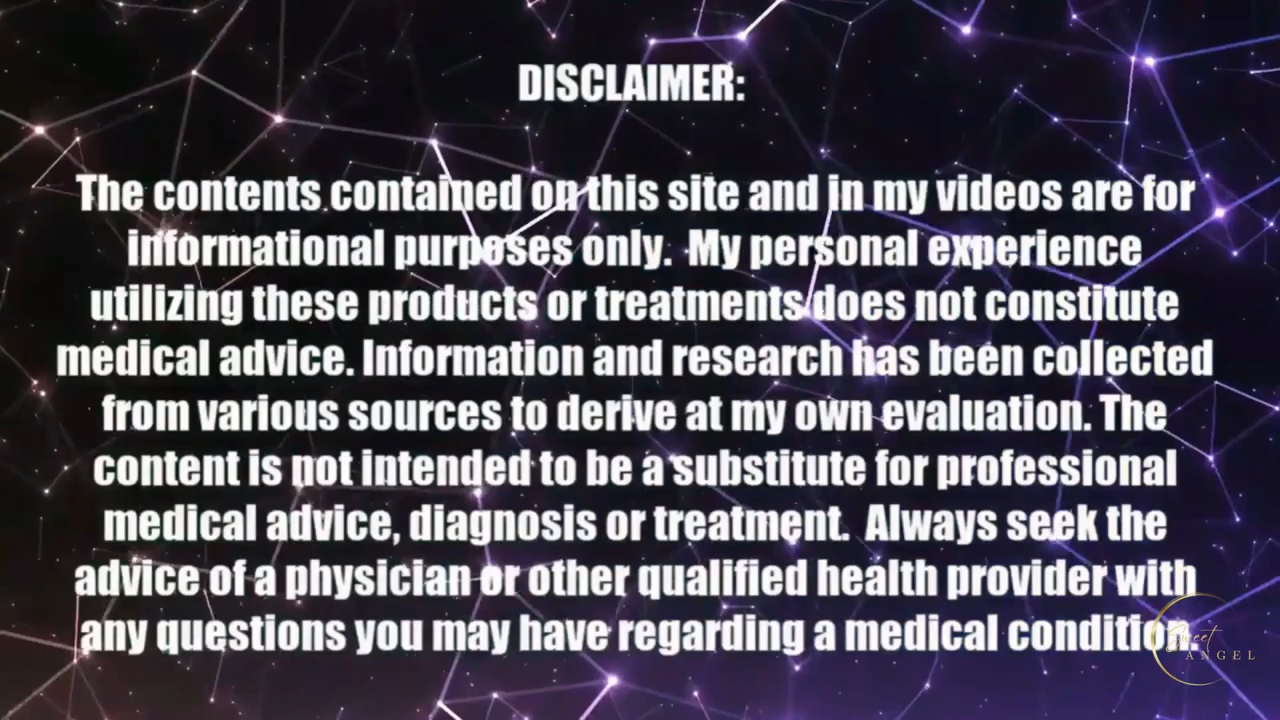 DISCLAIMER:
The contents contained on this site and in my videos are for
informational purposes only.  My personal experience
utilizing these products or treatments does not constitute
medical advice. Information and research has been collected
from various sources to derive at my own evaluation. The
content is not intended to be a substitute for professional
medical advice, diagnosis or treatment.  Always seek the
advice of a physician or other qualified health provider with
any questions you may have regarding a medical condition.
Sweet
ANGEL